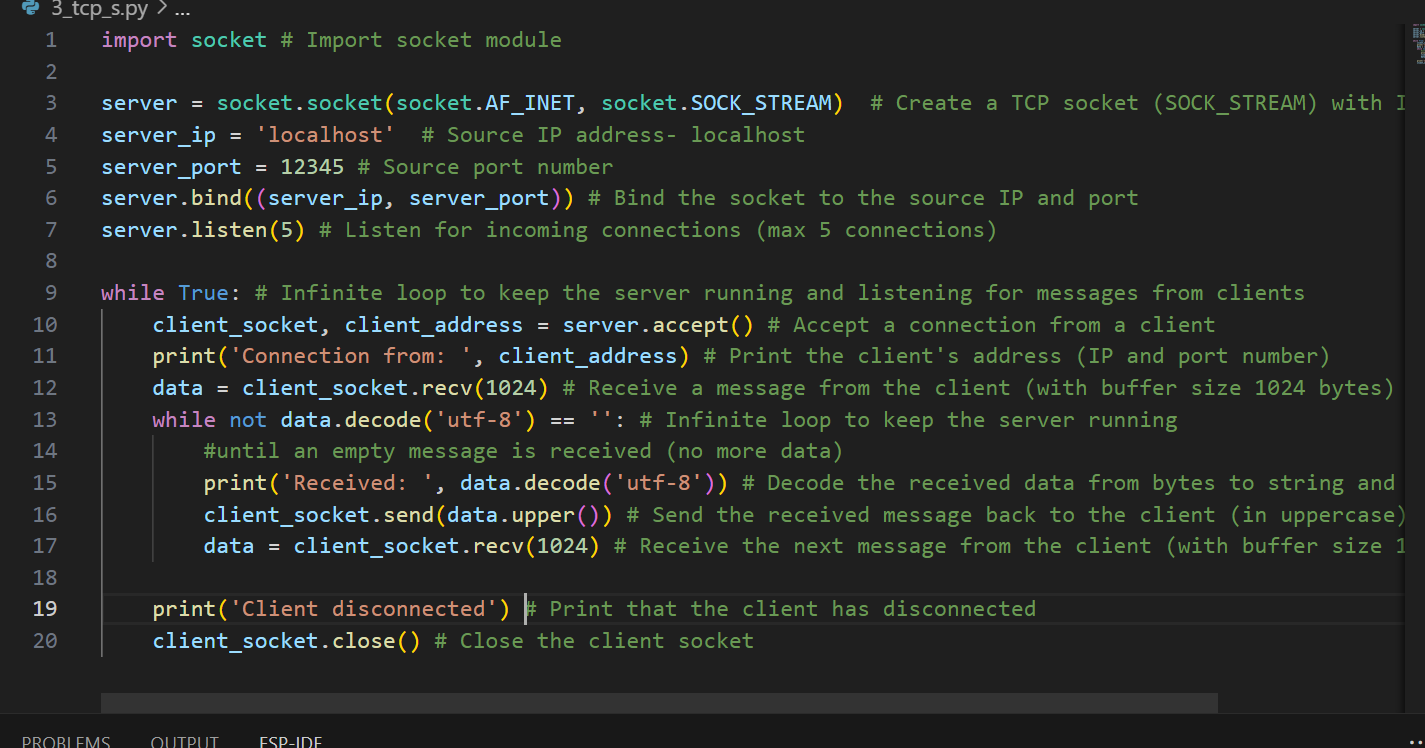 3_tcp_s.py > ...
1 import socket # Import socket module
2
3 server = socket.socket(socket.AF_INET, socket.SOCK_STREAM)  # Create a TCP socket (SOCK_STREAM) with
4 server_ip = 'localhost'  # Source IP address- localhost
5 server_port = 12345 # Source port number
6 server.bind((server_ip, server_port)) # Bind the socket to the source IP and port
7 server.listen(5) # Listen for incoming connections (max 5 connections)
8
9 while True: # Infinite loop to keep the server running and listening for messages from clients
10     client_socket, client_address = server.accept() # Accept a connection from a client
11     print('Connection from: ', client_address) # Print the client's address (IP and port number)
12     data = client_socket.recv(1024) # Receive a message from the client (with buffer size 1024 bytes)
13     while not data.decode('utf-8') == '': # Infinite loop to keep the server running
14         #until an empty message is received (no more data)
15         print('Received: ', data.decode('utf-8')) # Decode the received data from bytes to string and
16         client_socket.send(data.upper()) # Send the received message back to the client (in uppercase)
17         data = client_socket.recv(1024) # Receive the next message from the client (with buffer size
18
19     print('Client disconnected') # Print that the client has disconnected
20     client_socket.close() # Close the client socket
PROBLEMS OUTPUT ESP-IDF